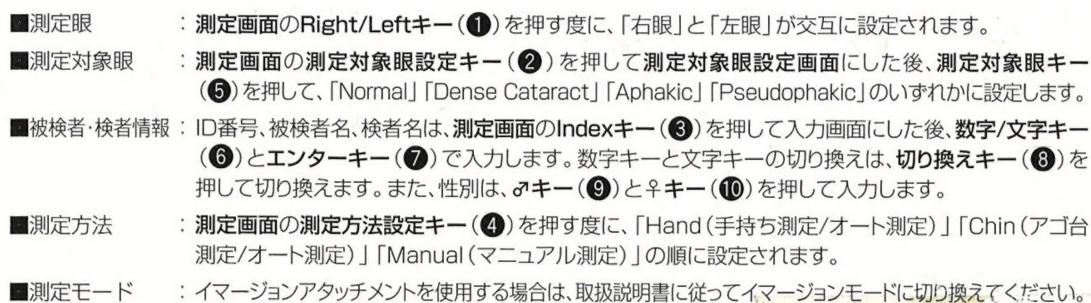 ■測定眼 : 測定画面のRight/Leftキー(❶)を押す度に、「右眼」と「左眼」が交互に設定されます。
■測定対象眼 : 測定画面の測定対象眼設定キー(❷)を押して測定対象眼設定画面にした後、測定対象眼キー
(❺)を押して、「Normal」「Dense Cataract」「Aphakic」「Pseudophakic」のいずれかに設定します。
■被検者・検者情報 : ID番号、被検者名、検者名は、測定画面のIndexキー(❸)を押して入力画面にした後、数字/文字キー
(❻)とエンターキー(❼)で入力します。数字キーと文字キーの切り換えは、切り換えキー(❽)を
押して切り換えます。また、性別は、♂キー(❾)と♀キー(❿)を押して入力します。
■測定方法 : 測定画面の測定方法設定キー(❹)を押す度に、「Hand(手持ち測定/オート測定)」「Chin(アゴ台
測定/オート測定)」「Manual(マニュアル測定)」の順に設定されます。
■測定モード : イマージョンアタッチメントを使用する場合は、取扱説明書に従ってイマージョンモードに切り換えてください。